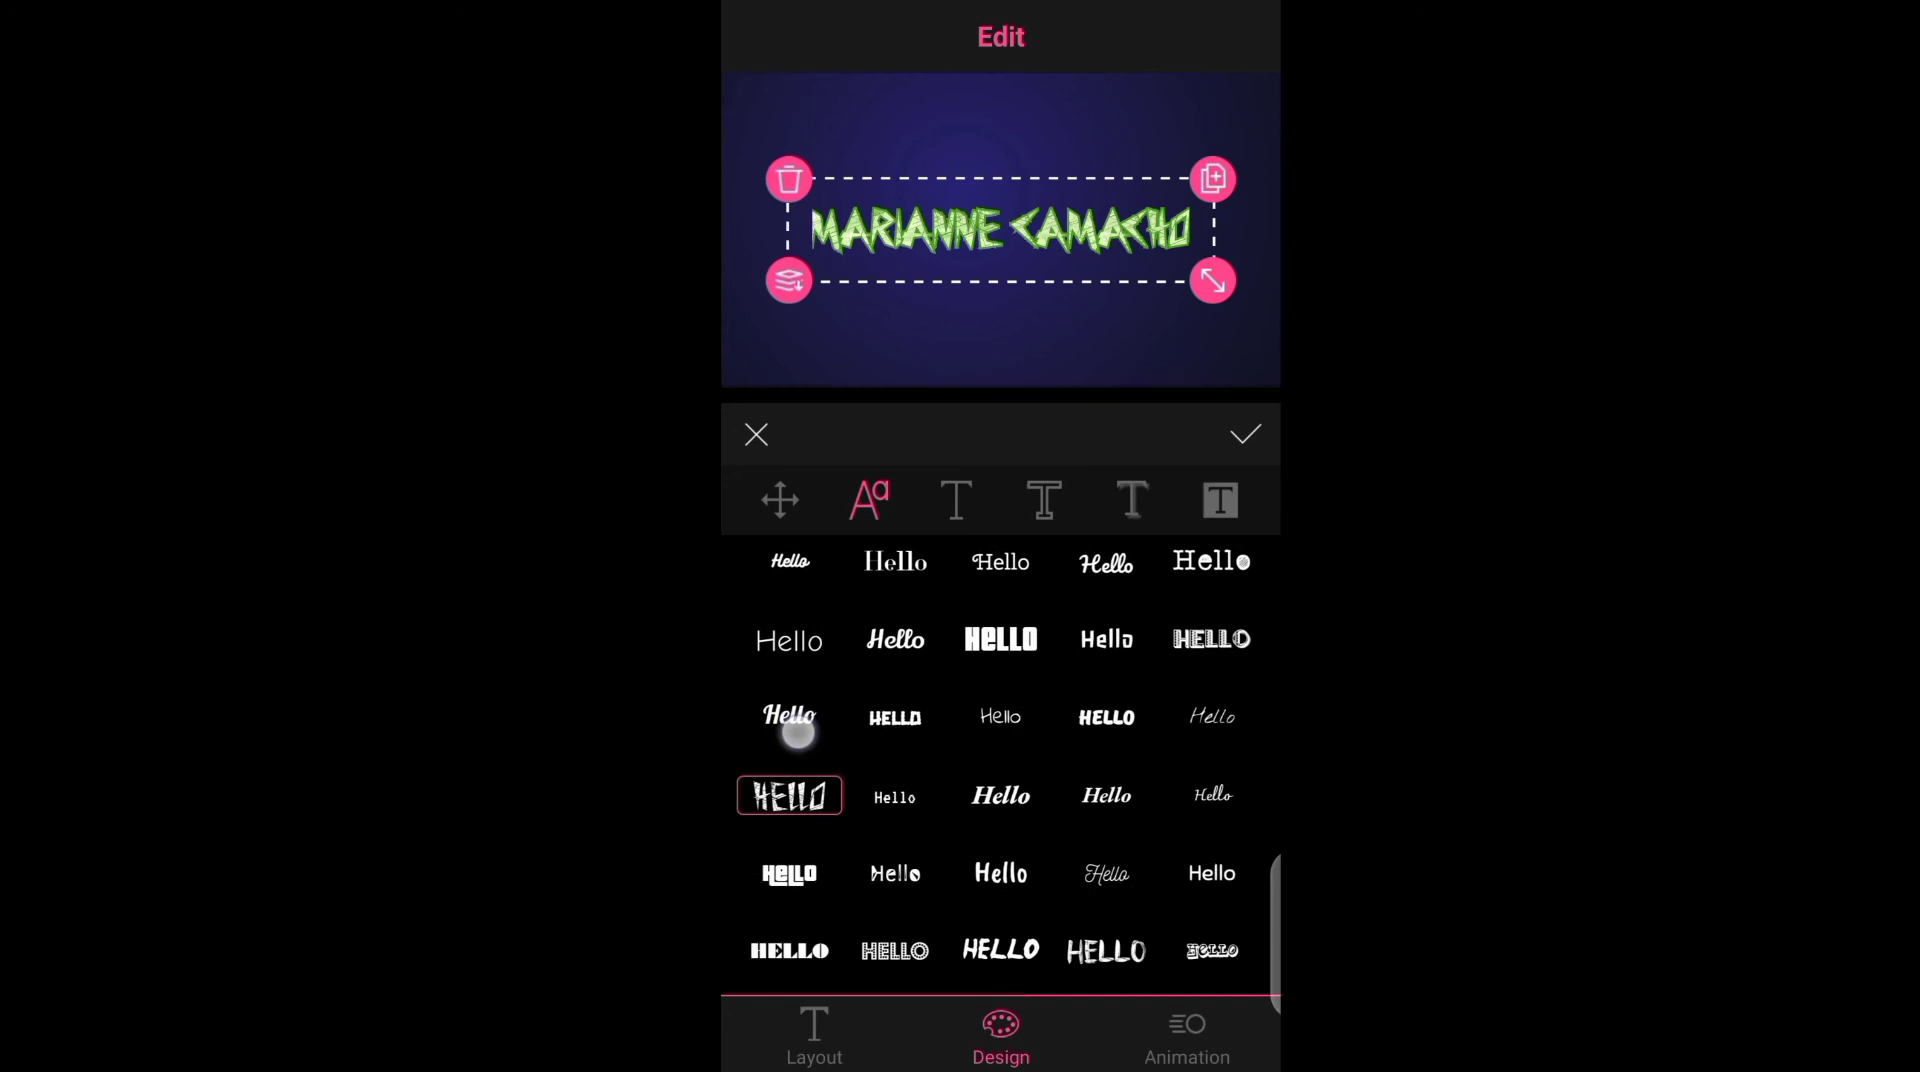 Edit
MARIANNE CAMACHO
Aa T T T T
Hello Hello Hello Hello Hello
Hello Hello HELLO Hello HELLO
Hello HELLO Hello HELLO Hello
HELLO Hello Hello Hello Hello
HELLO Hello Hello Hello Hello
HELLO HELLO HELLO HELLO HELLO
T
Layout Design Animation